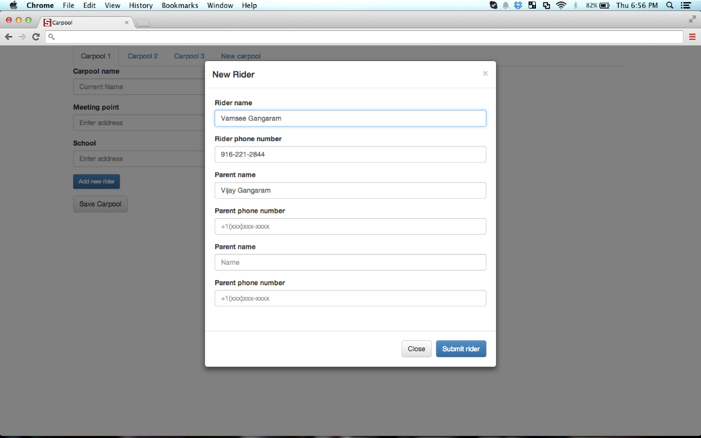 Chrome File Edit View History Bookmarks Window Help 82% Thu 6:56 PM
Carpool
Carpool 1 Carpool 2 Carpool 3 New carpool
Carpool name
Current Name
Meeting point
Enter address
School
Enter address
Add new rider
Save Carpool
New Rider ×
Rider name
Vamsee Gangaram
Rider phone number
916-221-2844
Parent name
Vijay Gangaram
Parent phone number
+1(xxx)xxx-xxxx
Parent name
Name
Parent phone number
+1(xxx)xxx-xxxx
Close Submit rider